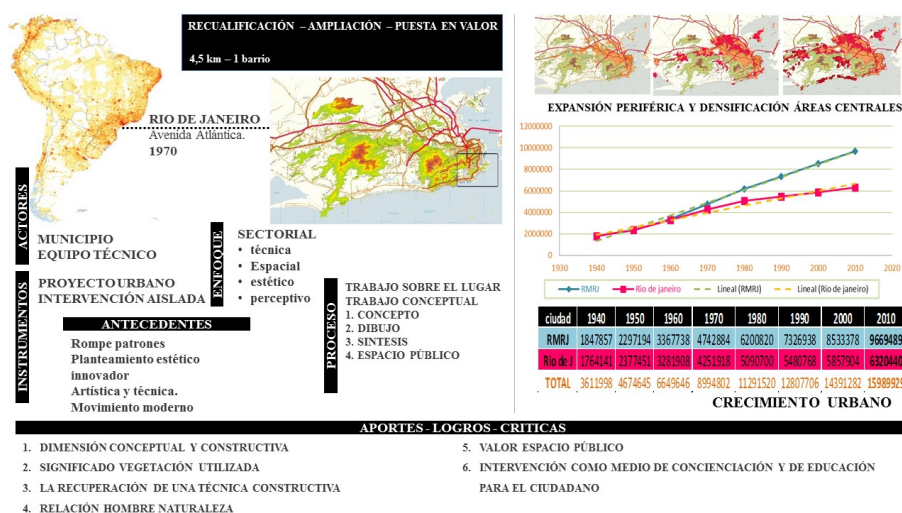 RECUALIFICACIÓN – AMPLIACIÓN – PUESTA EN VALOR
4,5 km – 1 barrio
RIO DE JANEIRO
Avenida Atlántica.
1970
ACTORES
MUNICIPIO
EQUIPO TÉCNICO
INSTRUMENTOS
PROYECTO URBANO
INTERVENCIÓN AISLADA
ANTECEDENTES
Rompe patrones
Planteamiento estético
innovador
Artística y técnica.
Movimiento moderno
ENFOQUE
SECTORIAL
• técnica
• Espacial
• estético
• perceptivo
PROCESO
TRABAJO SOBRE EL LUGAR
TRABAJO CONCEPTUAL
1. CONCEPTO
2. DIBUJO
3. SINTESIS
4. ESPACIO PÚBLICO
EXPANSIÓN PERIFÉRICA Y DENSIFICACIÓN ÁREAS CENTRALES
12000000
10000000
8000000
6000000
4000000
2000000
0
1930 1940 1950 1960 1970 1980 1990 2000 2010 2020
RMRJ Rio de janeiro Lineal (RMRJ) Lineal (Rio de janeiro)
ciudad 1940 1950 1960 1970 1980 1990 2000 2010
RMRJ 1847857 2297194 3367738 4742884 6200820 7326938 8533378 9669489
Rio de J 1764141 2377451 3281908 4251918 5090700 5480768 5857904 6320440
TOTAL 3611998 4674645 6649646 8994802 11291520 12807706 14391282 15989929
CRECIMIENTO URBANO
APORTES - LOGROS - CRITICAS
1. DIMENSIÓN CONCEPTUAL Y CONSTRUCTIVA
2. SIGNIFICADO VEGETACIÓN UTILIZADA
3. LA RECUPERACIÓN DE UNA TÉCNICA CONSTRUCTIVA
4. RELACIÓN HOMBRE NATURALEZA
5. VALOR ESPACIO PÚBLICO
6. INTERVENCIÓN COMO MEDIO DE CONCIENCIACIÓN Y DE EDUCACIÓN
PARA EL CIUDADANO